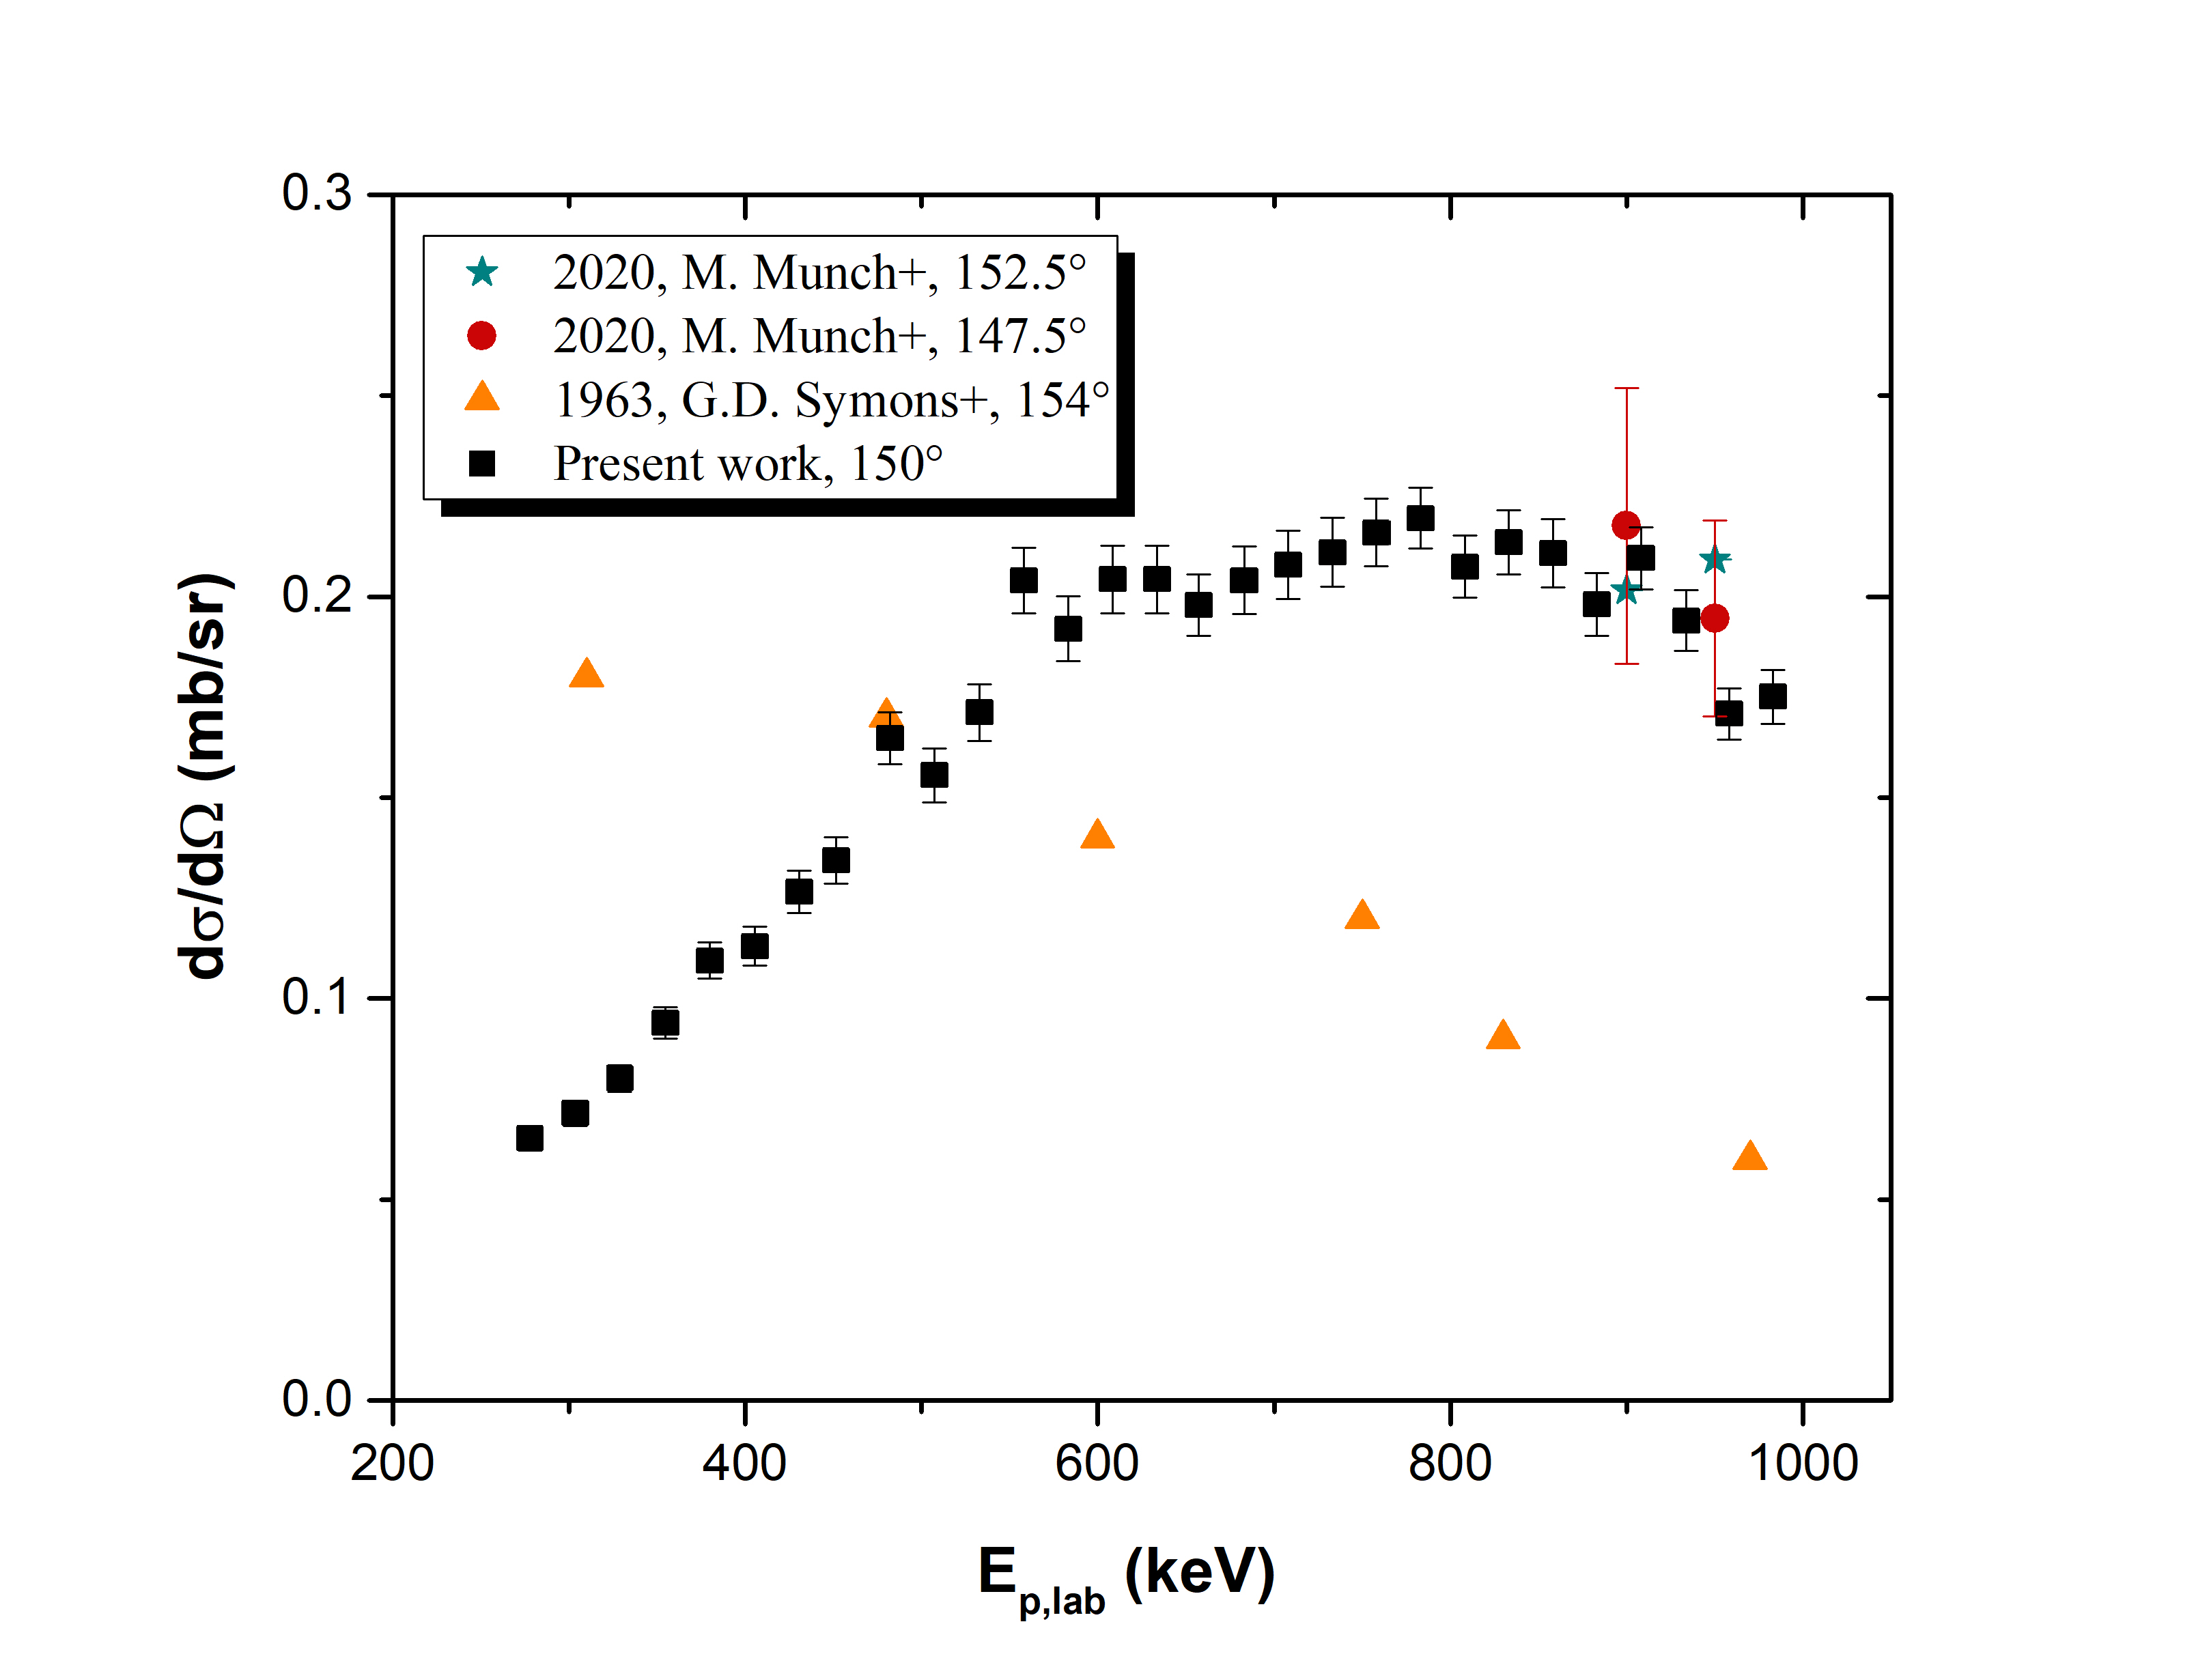 0.3
2020, M. Munch+, 152.5°
2020, M. Munch+, 147.5°
1963, G.D. Symons+, 154°
Present work, 150°
0.2
0.1
0.0
dσ/dΩ (mb/sr)
200 400 600 800 1000
Ep,lab (keV)